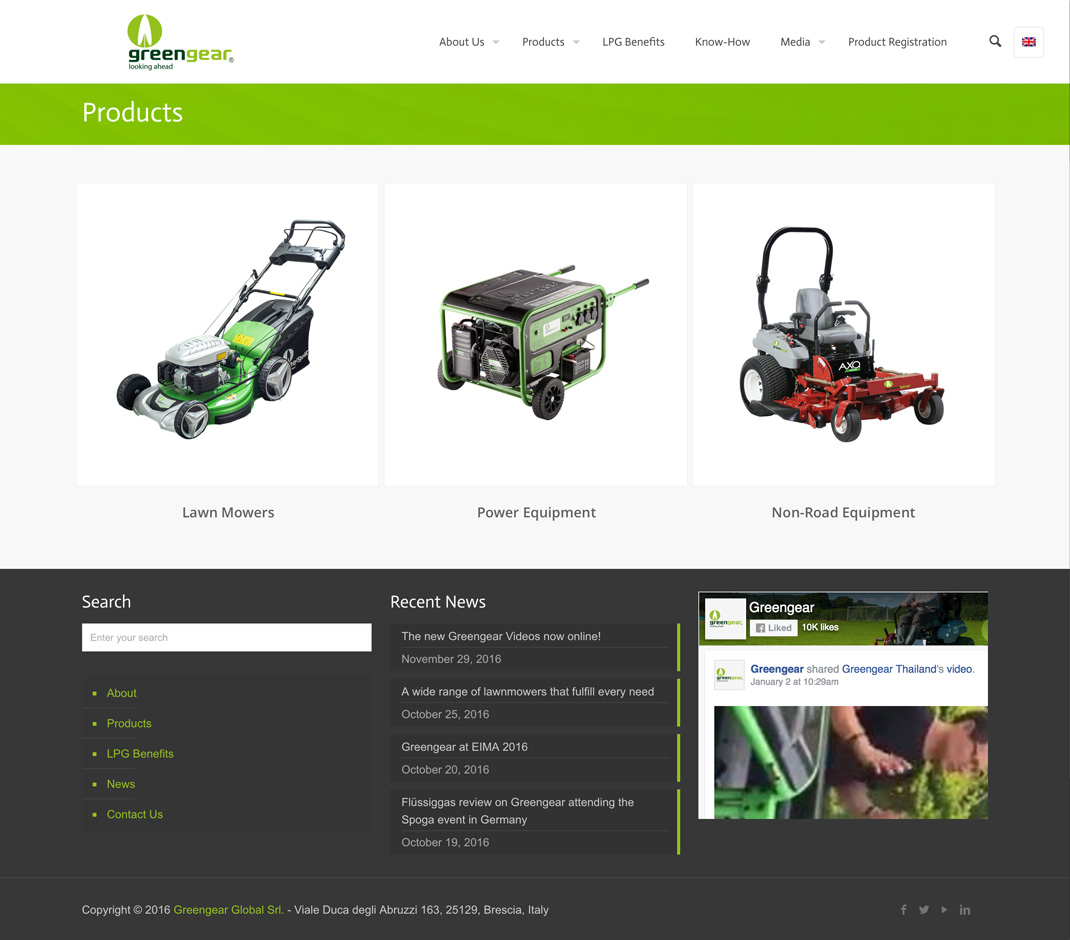 greengear®
looking ahead
About Us
Products
LPG Benefits
Know-How
Media
Product Registration
Products
AXO
Lawn Mowers
Power Equipment
Non-Road Equipment
Search
Enter your search
About
Products
LPG Benefits
News
Contact Us
Recent News
The new Greengear Videos now online!
November 29, 2016
A wide range of lawnmowers that fulfill every need
October 25, 2016
Greengear at EIMA 2016
October 20, 2016
Flüssiggas review on Greengear attending the
Spoga event in Germany
October 19, 2016
greengear
Greengear
Liked
10K likes
greengear
Greengear shared Greengear Thailand's video.
January 2 at 10:29am
Copyright © 2016 Greengear Global Srl. - Viale Duca degli Abruzzi 163, 25129, Brescia, Italy